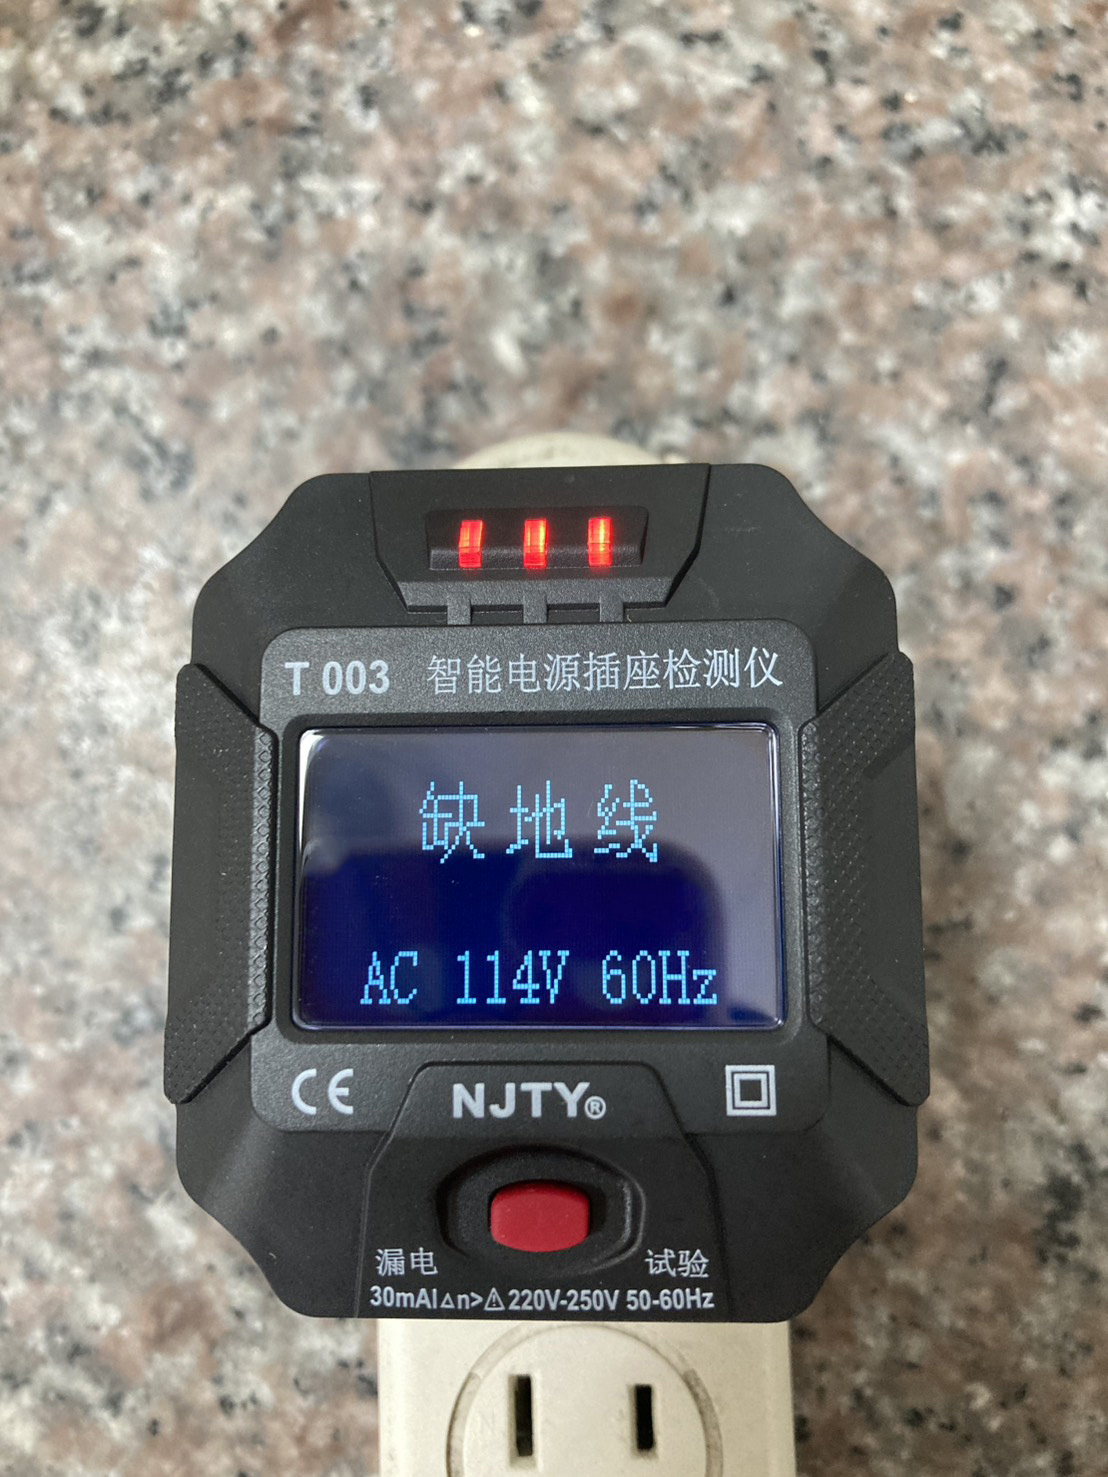 T 003 智能电源插座检测仪
缺地线
AC 114V 60Hz
CE NJTY®
漏电 试验
30mAI△n>⚠220V-250V 50-60Hz